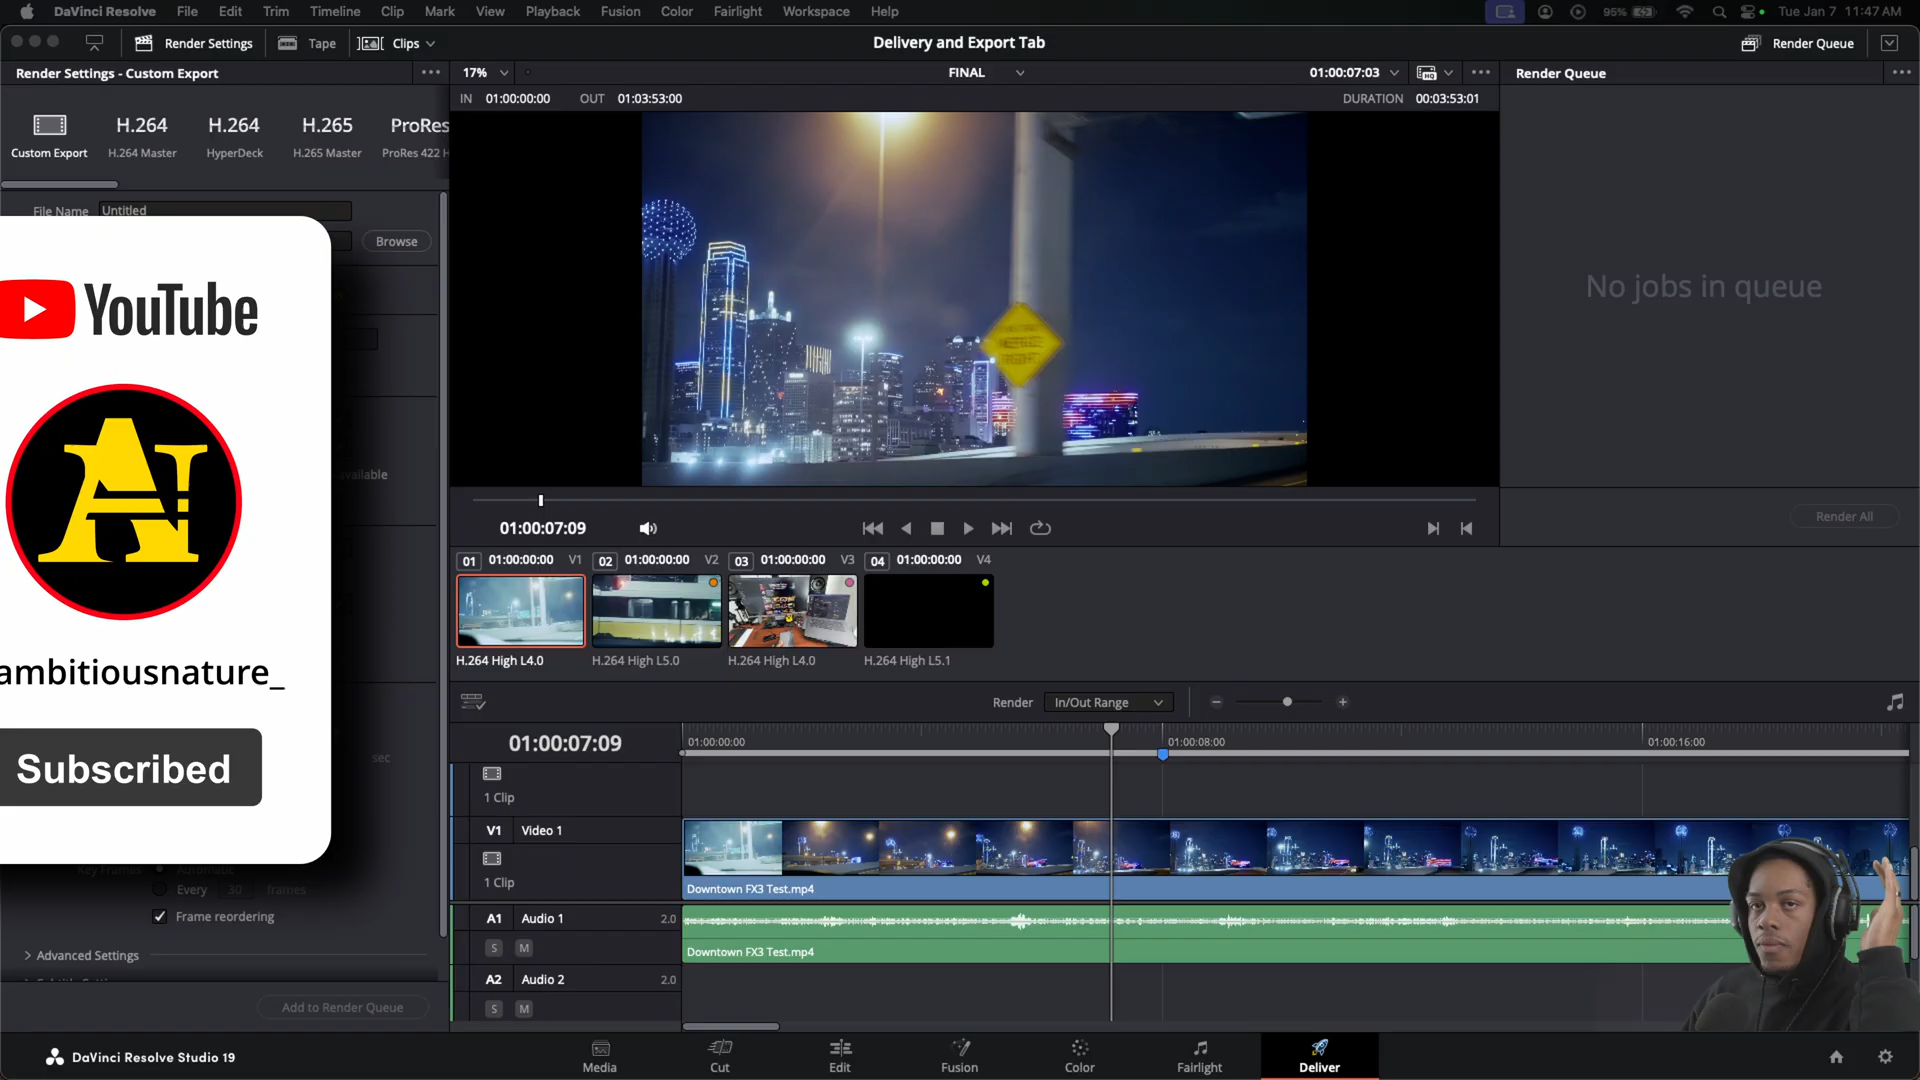 DaVinci Resolve File Edit Trim Timeline Clip Mark View Playback Fusion Color Fairlight Workspace Help 95% Tue Jan 7 11:47 AM
Render Settings Tape Clips Delivery and Export Tab Render Queue
Render Settings - Custom Export ••• 17% FINAL 01:00:07:03 HQ ••• Render Queue •••
IN 01:00:00:00 OUT 01:03:53:00 DURATION 00:03:53:01
H.264 H.264 H.265 ProRes
Custom Export H.264 Master HyperDeck H.265 Master ProRes 422 H
File Name Untitled
Browse
YouTube
available
ambitiousnature_
Subscribed
sec
Key Frames Automatic
Every 30 frames
Frame reordering
Advanced Settings
Add to Render Queue
No jobs in queue
Render All
01:00:07:09
01 01:00:00:00 V1 02 01:00:00:00 V2 03 01:00:00:00 V3 04 01:00:00:00 V4
H.264 High L4.0 H.264 High L5.0 H.264 High L4.0 H.264 High L5.1
Render In/Out Range
01:00:07:09 01:00:00:00 01:00:08:00 01:00:16:00
1 Clip
V1 Video 1
1 Clip
Downtown FX3 Test.mp4
A1 Audio 1 2.0
S M
Downtown FX3 Test.mp4
A2 Audio 2 2.0
S M
DaVinci Resolve Studio 19
Media Cut Edit Fusion Color Fairlight Deliver